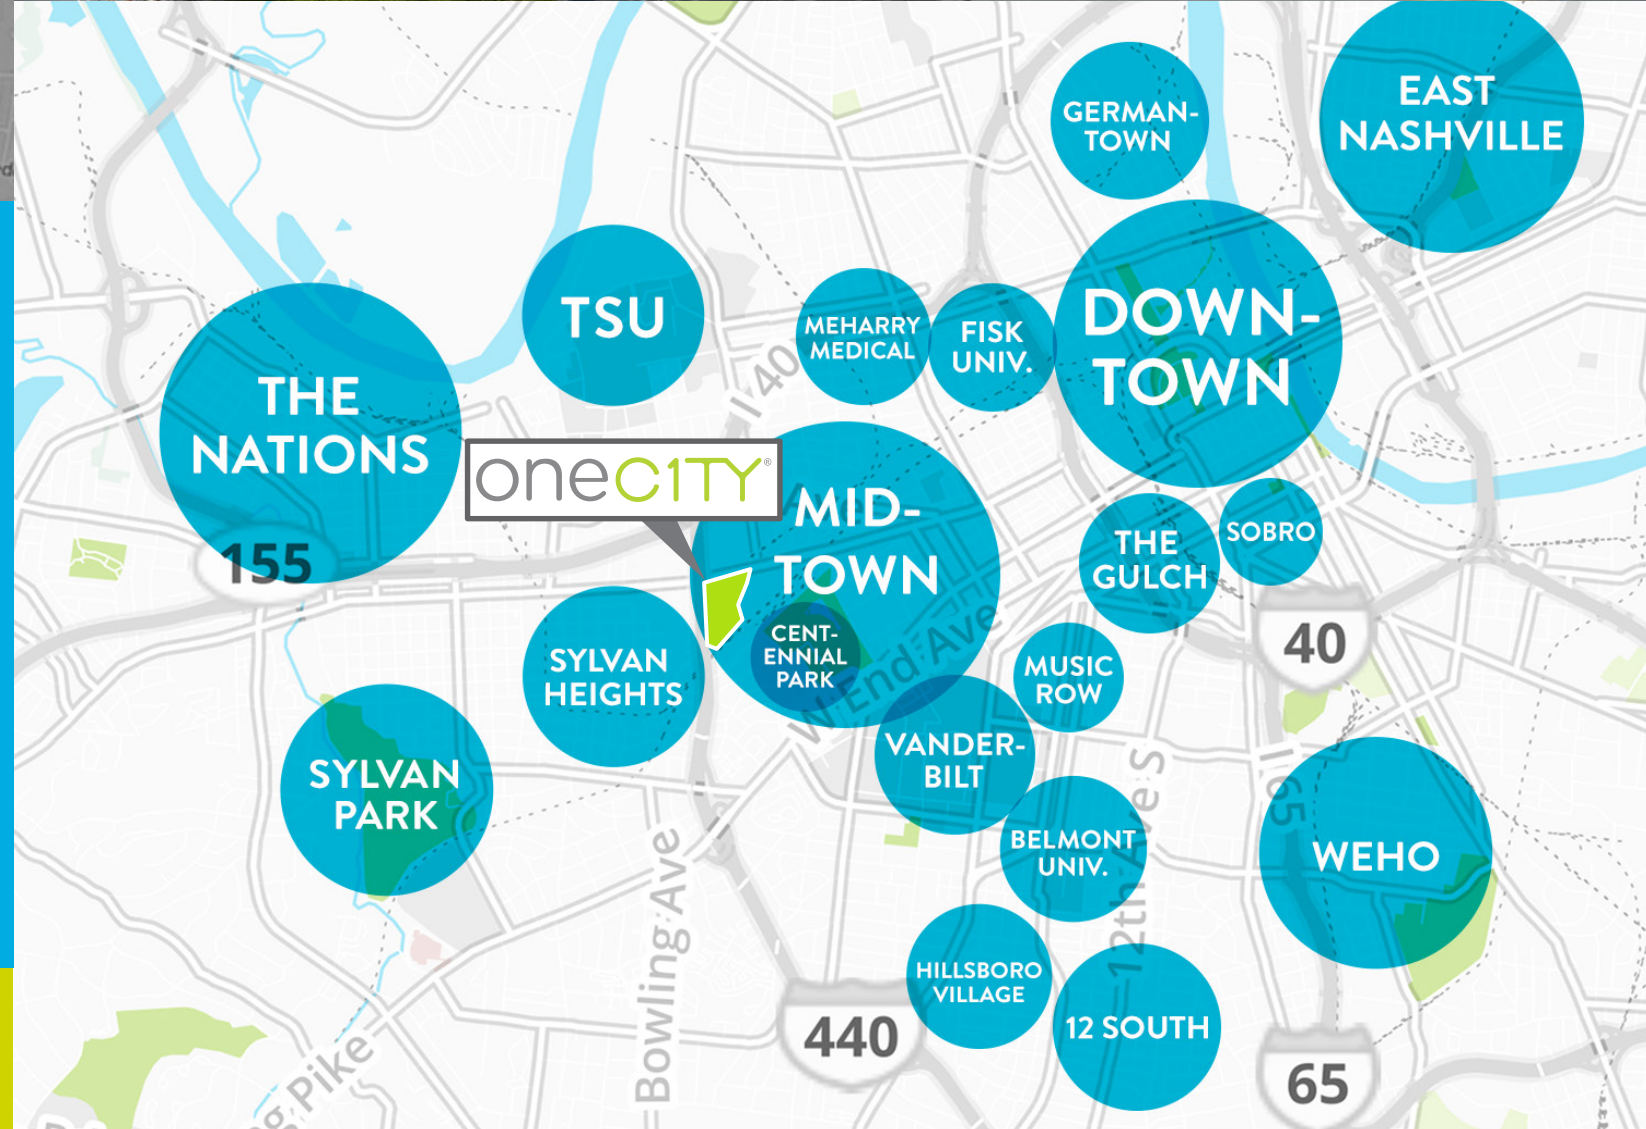 EAST
NASHVILLE
GERMAN-
TOWN
TSU
MEHARRY
MEDICAL
FISK
UNIV.
DOWN-
TOWN
I 40
THE
NATIONS
oneC1TY®
MID-
TOWN
THE
GULCH
SOBRO
155
CENT-
ENNIAL
PARK
W End Ave
SYLVAN
HEIGHTS
MUSIC
ROW
40
VANDER-
BILT
SYLVAN
PARK
12th Ave S
I 65
BELMONT
UNIV.
WEHO
Bowling Ave
HILLSBORO
VILLAGE
12 SOUTH
440
65
Pike